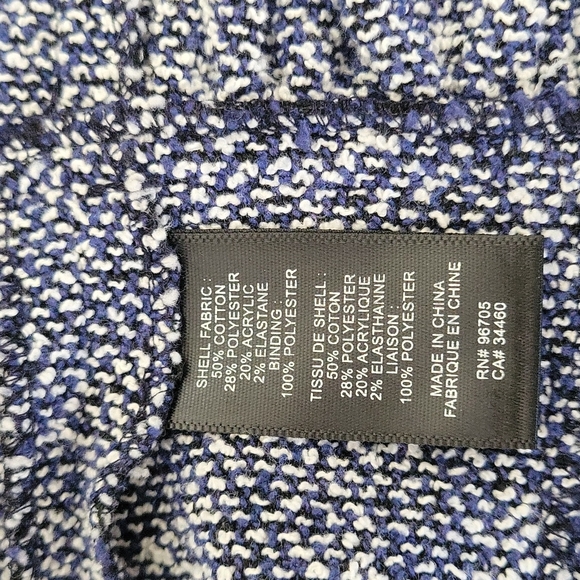 SHELL FABRIC :
50% COTTON
28% POLYESTER
20% ACRYLIC
2% ELASTANE
BINDING :
100% POLYESTER
TISSU DE SHELL :
50% COTON
28% POLYESTER
20% ACRYLIQUE
2% ELASTHANNE
LIAISON :
100% POLYESTER
MADE IN CHINA
FABRIQUE EN CHINE
RN# 96705
CA# 34460